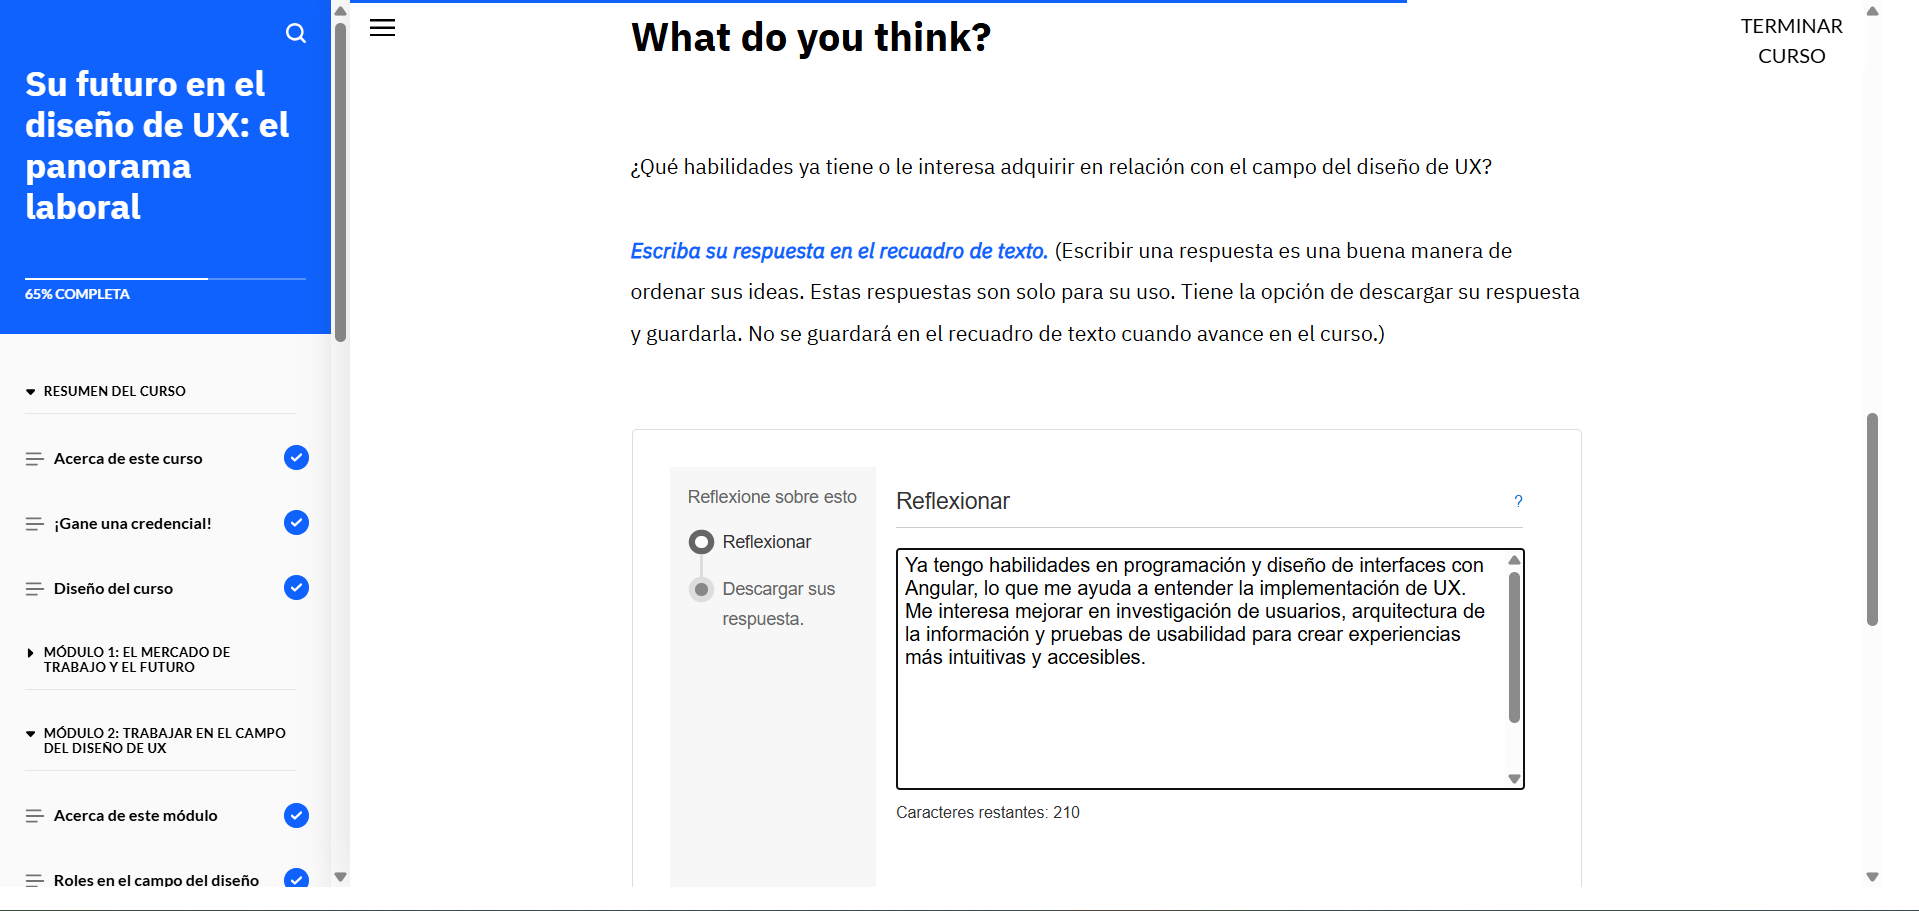 Su futuro en el
diseño de UX: el
panorama
laboral
65% COMPLETA
RESUMEN DEL CURSO
Acerca de este curso
¡Gane una credencial!
Diseño del curso
MÓDULO 1: EL MERCADO DE
TRABAJO Y EL FUTURO
MÓDULO 2: TRABAJAR EN EL CAMPO
DEL DISEÑO DE UX
Acerca de este módulo
Roles en el campo del diseño
What do you think?
TERMINAR
CURSO
¿Qué habilidades ya tiene o le interesa adquirir en relación con el campo del diseño de UX?
Escriba su respuesta en el recuadro de texto. (Escribir una respuesta es una buena manera de
ordenar sus ideas. Estas respuestas son solo para su uso. Tiene la opción de descargar su respuesta
y guardarla. No se guardará en el recuadro de texto cuando avance en el curso.)
Reflexione sobre esto
Reflexionar
Descargar sus
respuesta.
Reflexionar
?
Ya tengo habilidades en programación y diseño de interfaces con
Angular, lo que me ayuda a entender la implementación de UX.
Me interesa mejorar en investigación de usuarios, arquitectura de
la información y pruebas de usabilidad para crear experiencias
más intuitivas y accesibles.
Caracteres restantes: 210